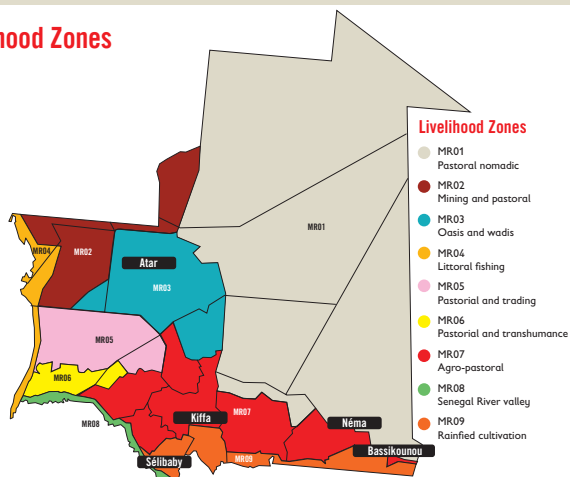 hood Zones
Livelihood Zones
MR01
Pastoral nomadic
MR02
Mining and pastoral
MR03
Oasis and wadis
MR04
Littoral fishing
MR05
Pastorial and trading
MR06
Pastorial and transhumance
MR07
Agro-pastoral
MR08
Senegal River valley
MR09
Rainfied cultivation
MR01
MR04
MR02
Atar
MR03
MR05
MR06
MR08
Kiffa
MR07
Néma
Bassikounou
Sélibaby
MR09